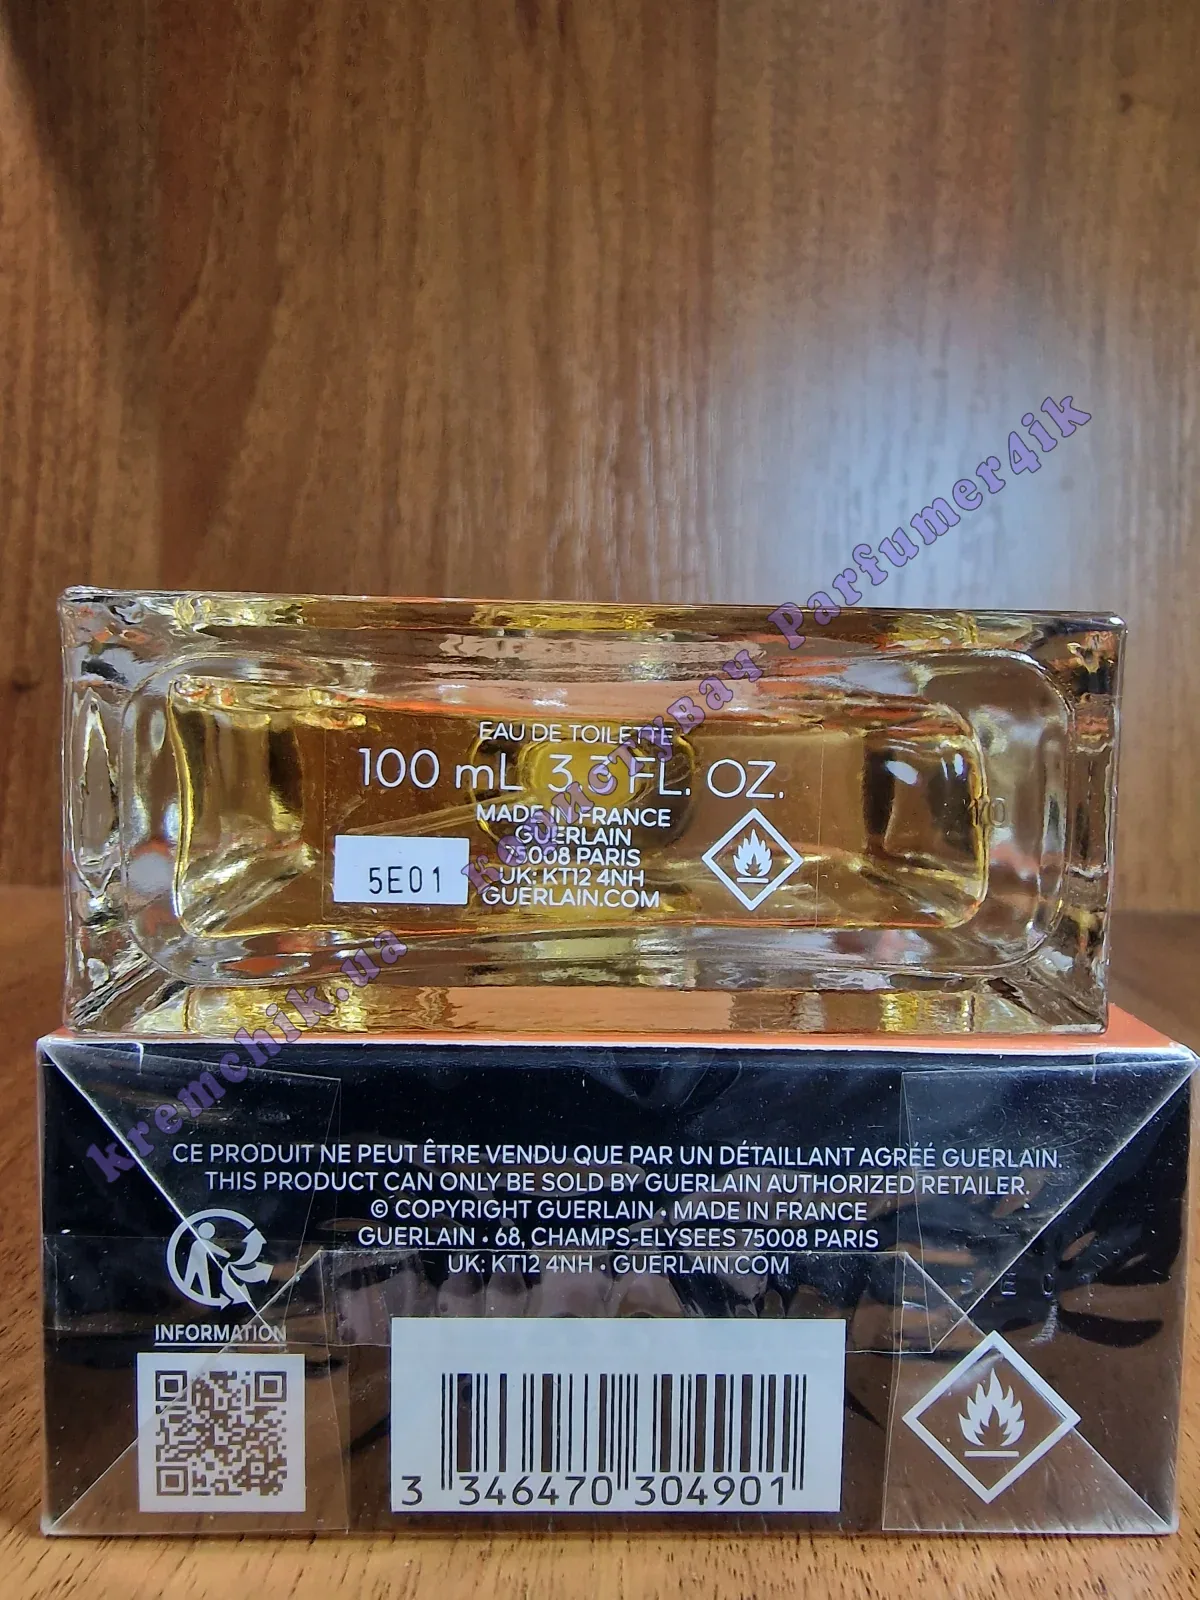 EAU DE TOILETTE
100 mL 3.3 FL. OZ.
MADE IN FRANCE
GUERLAIN
75008 PARIS
UK: KT12 4NH
GUERLAIN.COM
5E01
kremchik.ua Parfumer4ik
CE PRODUIT NE PEUT ÊTRE VENDU QUE PAR UN DÉTAILLANT AGRÉÉ GUERLAIN.
THIS PRODUCT CAN ONLY BE SOLD BY GUERLAIN AUTHORIZED RETAILER.
© COPYRIGHT GUERLAIN • MADE IN FRANCE
GUERLAIN • 68, CHAMPS-ELYSEES 75008 PARIS
UK: KT12 4NH • GUERLAIN.COM
INFORMATION
3 346470 304901